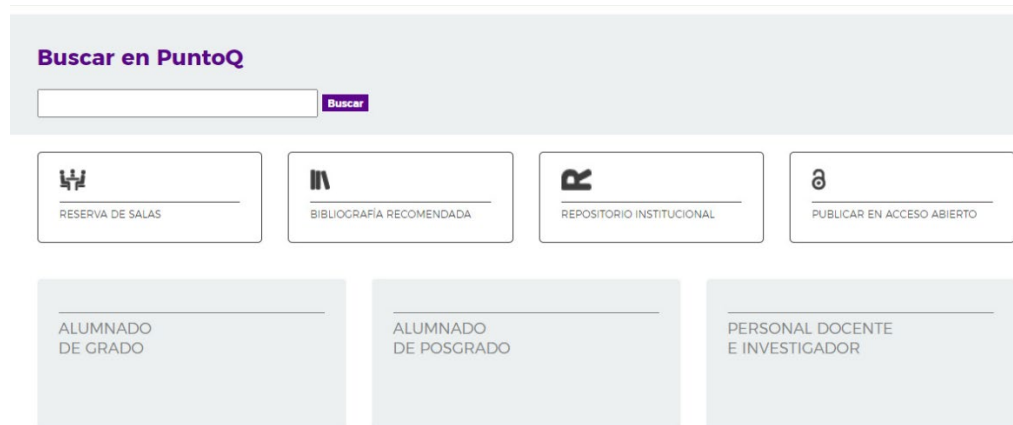 Buscar en PuntoQ
Buscar
RESERVA DE SALAS
BIBLIOGRAFÍA RECOMENDADA
REPOSITORIO INSTITUCIONAL
PUBLICAR EN ACCESO ABIERTO
ALUMNADO
DE GRADO
ALUMNADO
DE POSGRADO
PERSONAL DOCENTE
E INVESTIGADOR